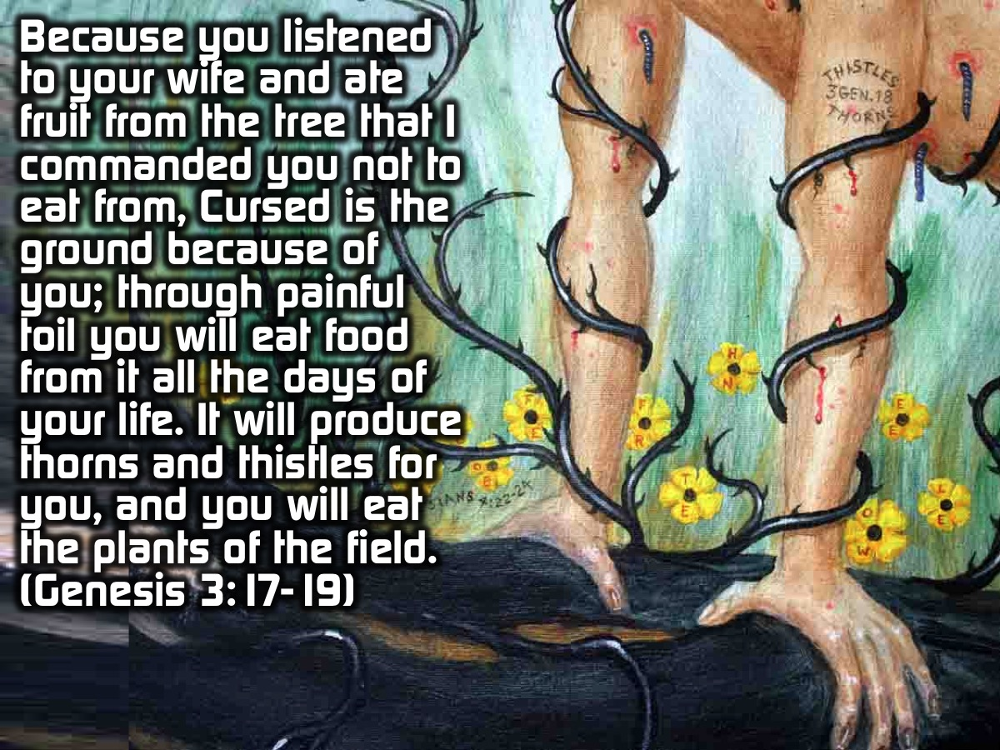 Because you listened
to your wife and ate
fruit from the tree that I
commanded you not to
eat from, Cursed is the
ground because of
you; through painful
toil you will eat food
from it all the days of
your life. It will produce
thorns and thistles for
you, and you will eat
the plants of the field.
(Genesis 3:17-19)
THISTLES
3GEN.18
THORNS
H
N
F
E
F
R
E
E
O
B
T
E
L
E
O
W